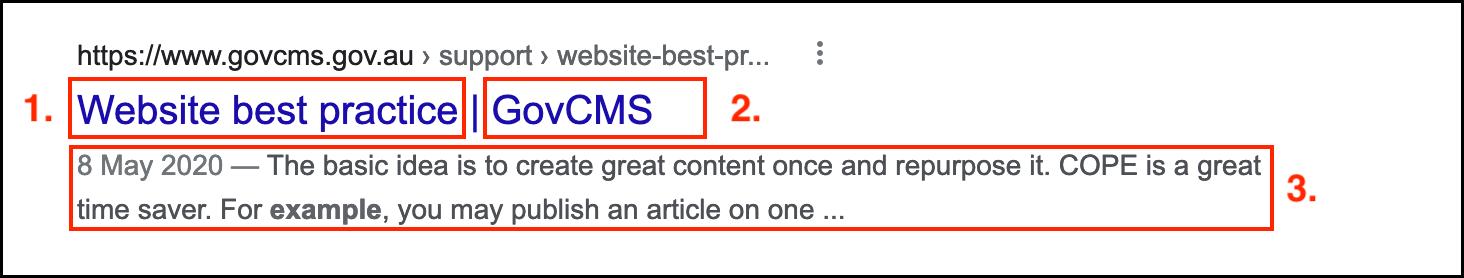 https://www.govcms.gov.au › support › website-best-pr...
1. Website best practice | GovCMS 2.
8 May 2020 — The basic idea is to create great content once and repurpose it. COPE is a great
time saver. For example, you may publish an article on one ...
3.